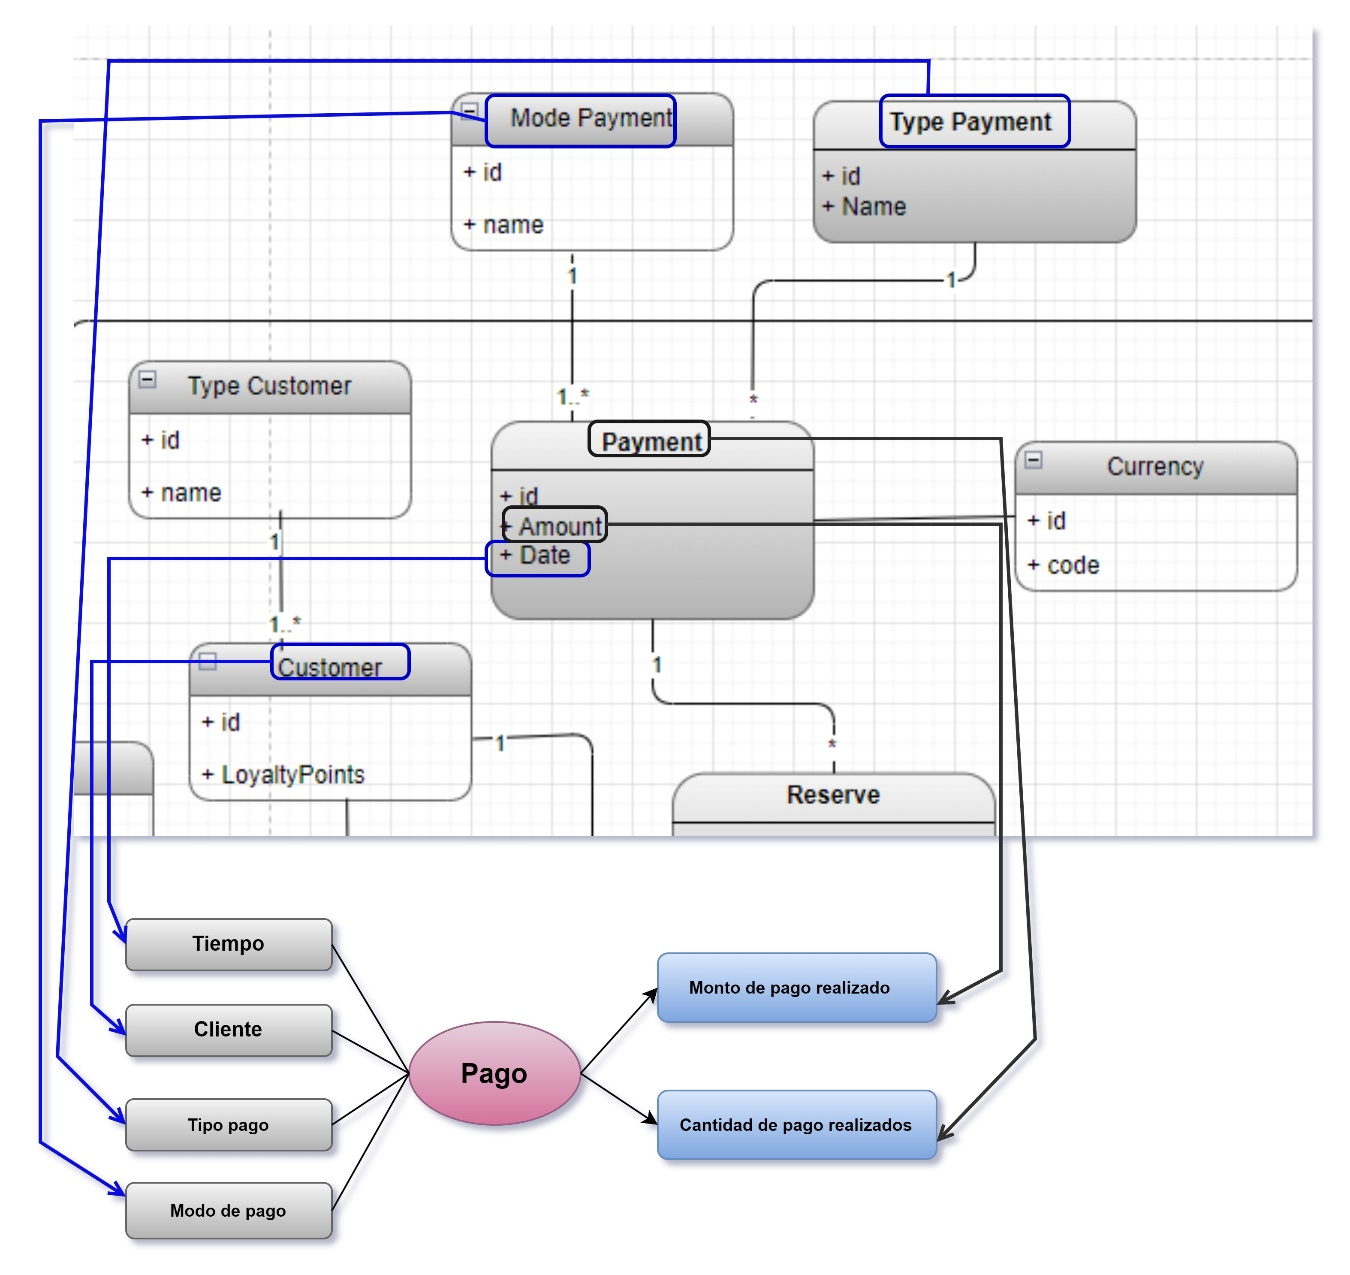 Mode Payment
+ id
+ name
Type Payment
+ id
+ Name
1
1
1..*
*
Type Customer
+ id
+ name
1
1..*
Payment
+ id
+ Amount
+ Date
Currency
+ id
+ code
1
*
Customer
+ id
+ LoyaltyPoints
1
Reserve
Tiempo
Cliente
Tipo pago
Modo de pago
Pago
Monto de pago realizado
Cantidad de pago realizados